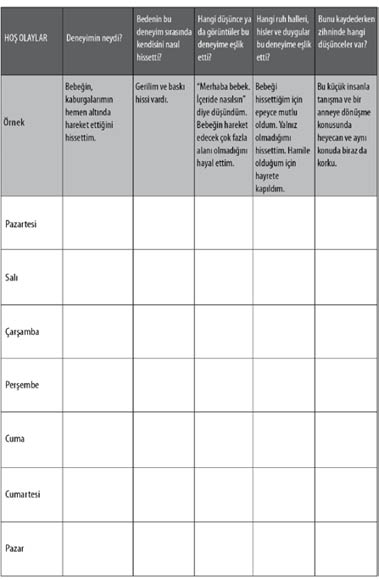 HOŞ OLAYLAR
Deneyimin neydi?
Bedenin bu
deneyim sırasında
kendisini nasıl
hissetti?
Hangi düşünce ya
da görüntüler bu
deneyime eşlik
etti?
Hangi ruh halleri,
hisler ve duygular
bu deneyime eşlik
etti?
Bunu kaydederken
zihninde hangi
düşünceler var?
Örnek
Bebeğin,
kaburgalarımın
hemen altında
hareket ettiğini
hissettim.
Gerilim ve baskı
hissi vardı.
"Merhaba bebek.
İçeride nasılsın"
diye düşündüm.
Bebeğin hareket
edecek çok fazla
alanı olmadığını
hayal ettim.
Bebeği
hissettiğim için
epeyce mutlu
oldum. Yalnız
olmadığımı
hissettim. Hamile
olduğum için
hayrete
kapıldım.
Bu küçük insanla
tanışma ve bir
anneye dönüşme
konusunda
heyecan ve aynı
konuda biraz da
korku.
Pazartesi
Salı
Çarşamba
Perşembe
Cuma
Cumartesi
Pazar